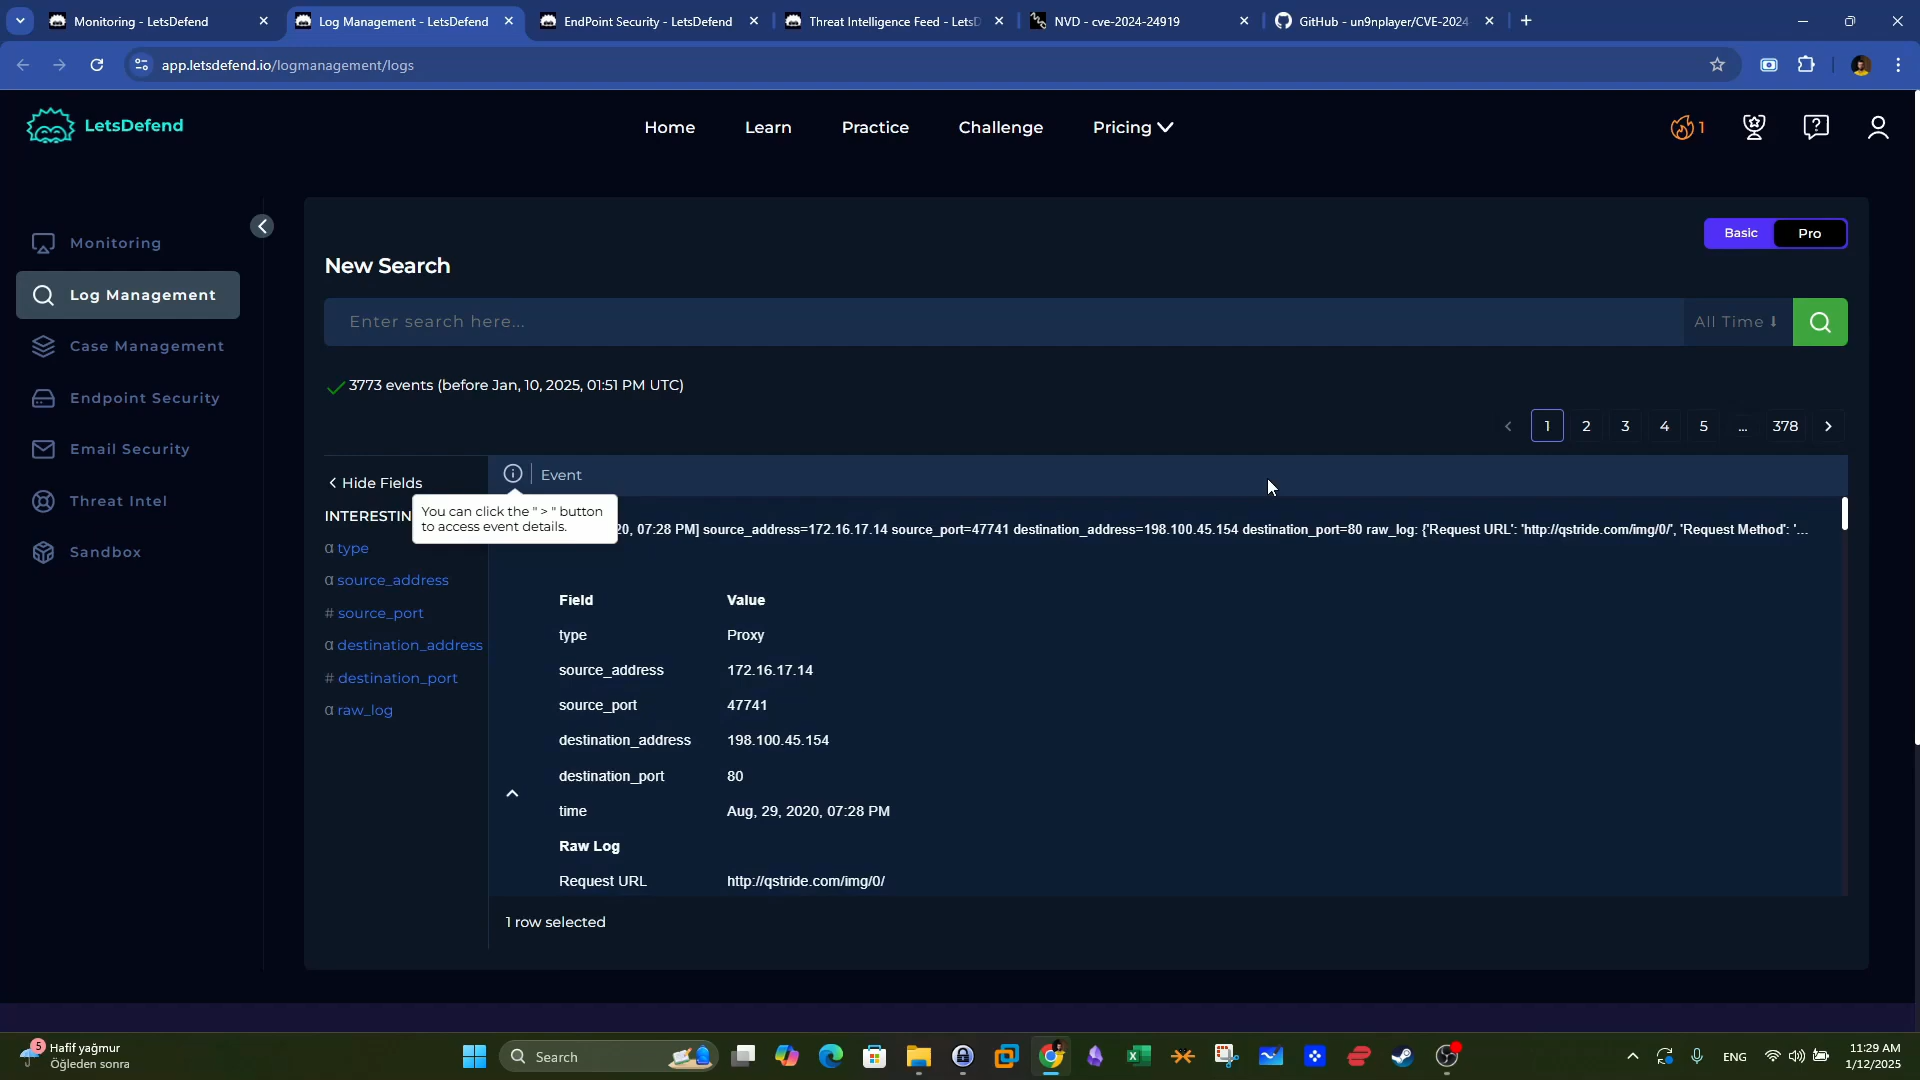 Monitoring - LetsDefend
Log Management - LetsDefend
EndPoint Security - LetsDefend
Threat Intelligence Feed - LetsD
NVD - cve-2024-24919
GitHub - un9nplayer/CVE-2024
app.letsdefend.io/logmanagement/logs
LetsDefend
Home
Learn
Practice
Challenge
Pricing
1
Monitoring
Log Management
Case Management
Endpoint Security
Email Security
Threat Intel
Sandbox
Basic
Pro
New Search
Enter search here...
All Time
3773 events (before Jan, 10, 2025, 01:51 PM UTC)
1 2 3 4 5 ... 378
Hide Fields
Event
INTERESTIN
You can click the " > " button
to access event details.
20, 07:28 PM] source_address=172.16.17.14 source_port=47741 destination_address=198.100.45.154 destination_port=80 raw_log: {'Request URL': 'http://qstride.com/img/0/', 'Request Method': '...
α type
α source_address
# source_port
α destination_address
# destination_port
α raw_log
Field Value
type Proxy
source_address 172.16.17.14
source_port 47741
destination_address 198.100.45.154
destination_port 80
time Aug, 29, 2020, 07:28 PM
Raw Log
Request URL http://qstride.com/img/0/
1 row selected
5
Hafif yağmur
Öğleden sonra
Search
ENG
11:29 AM
1/12/2025